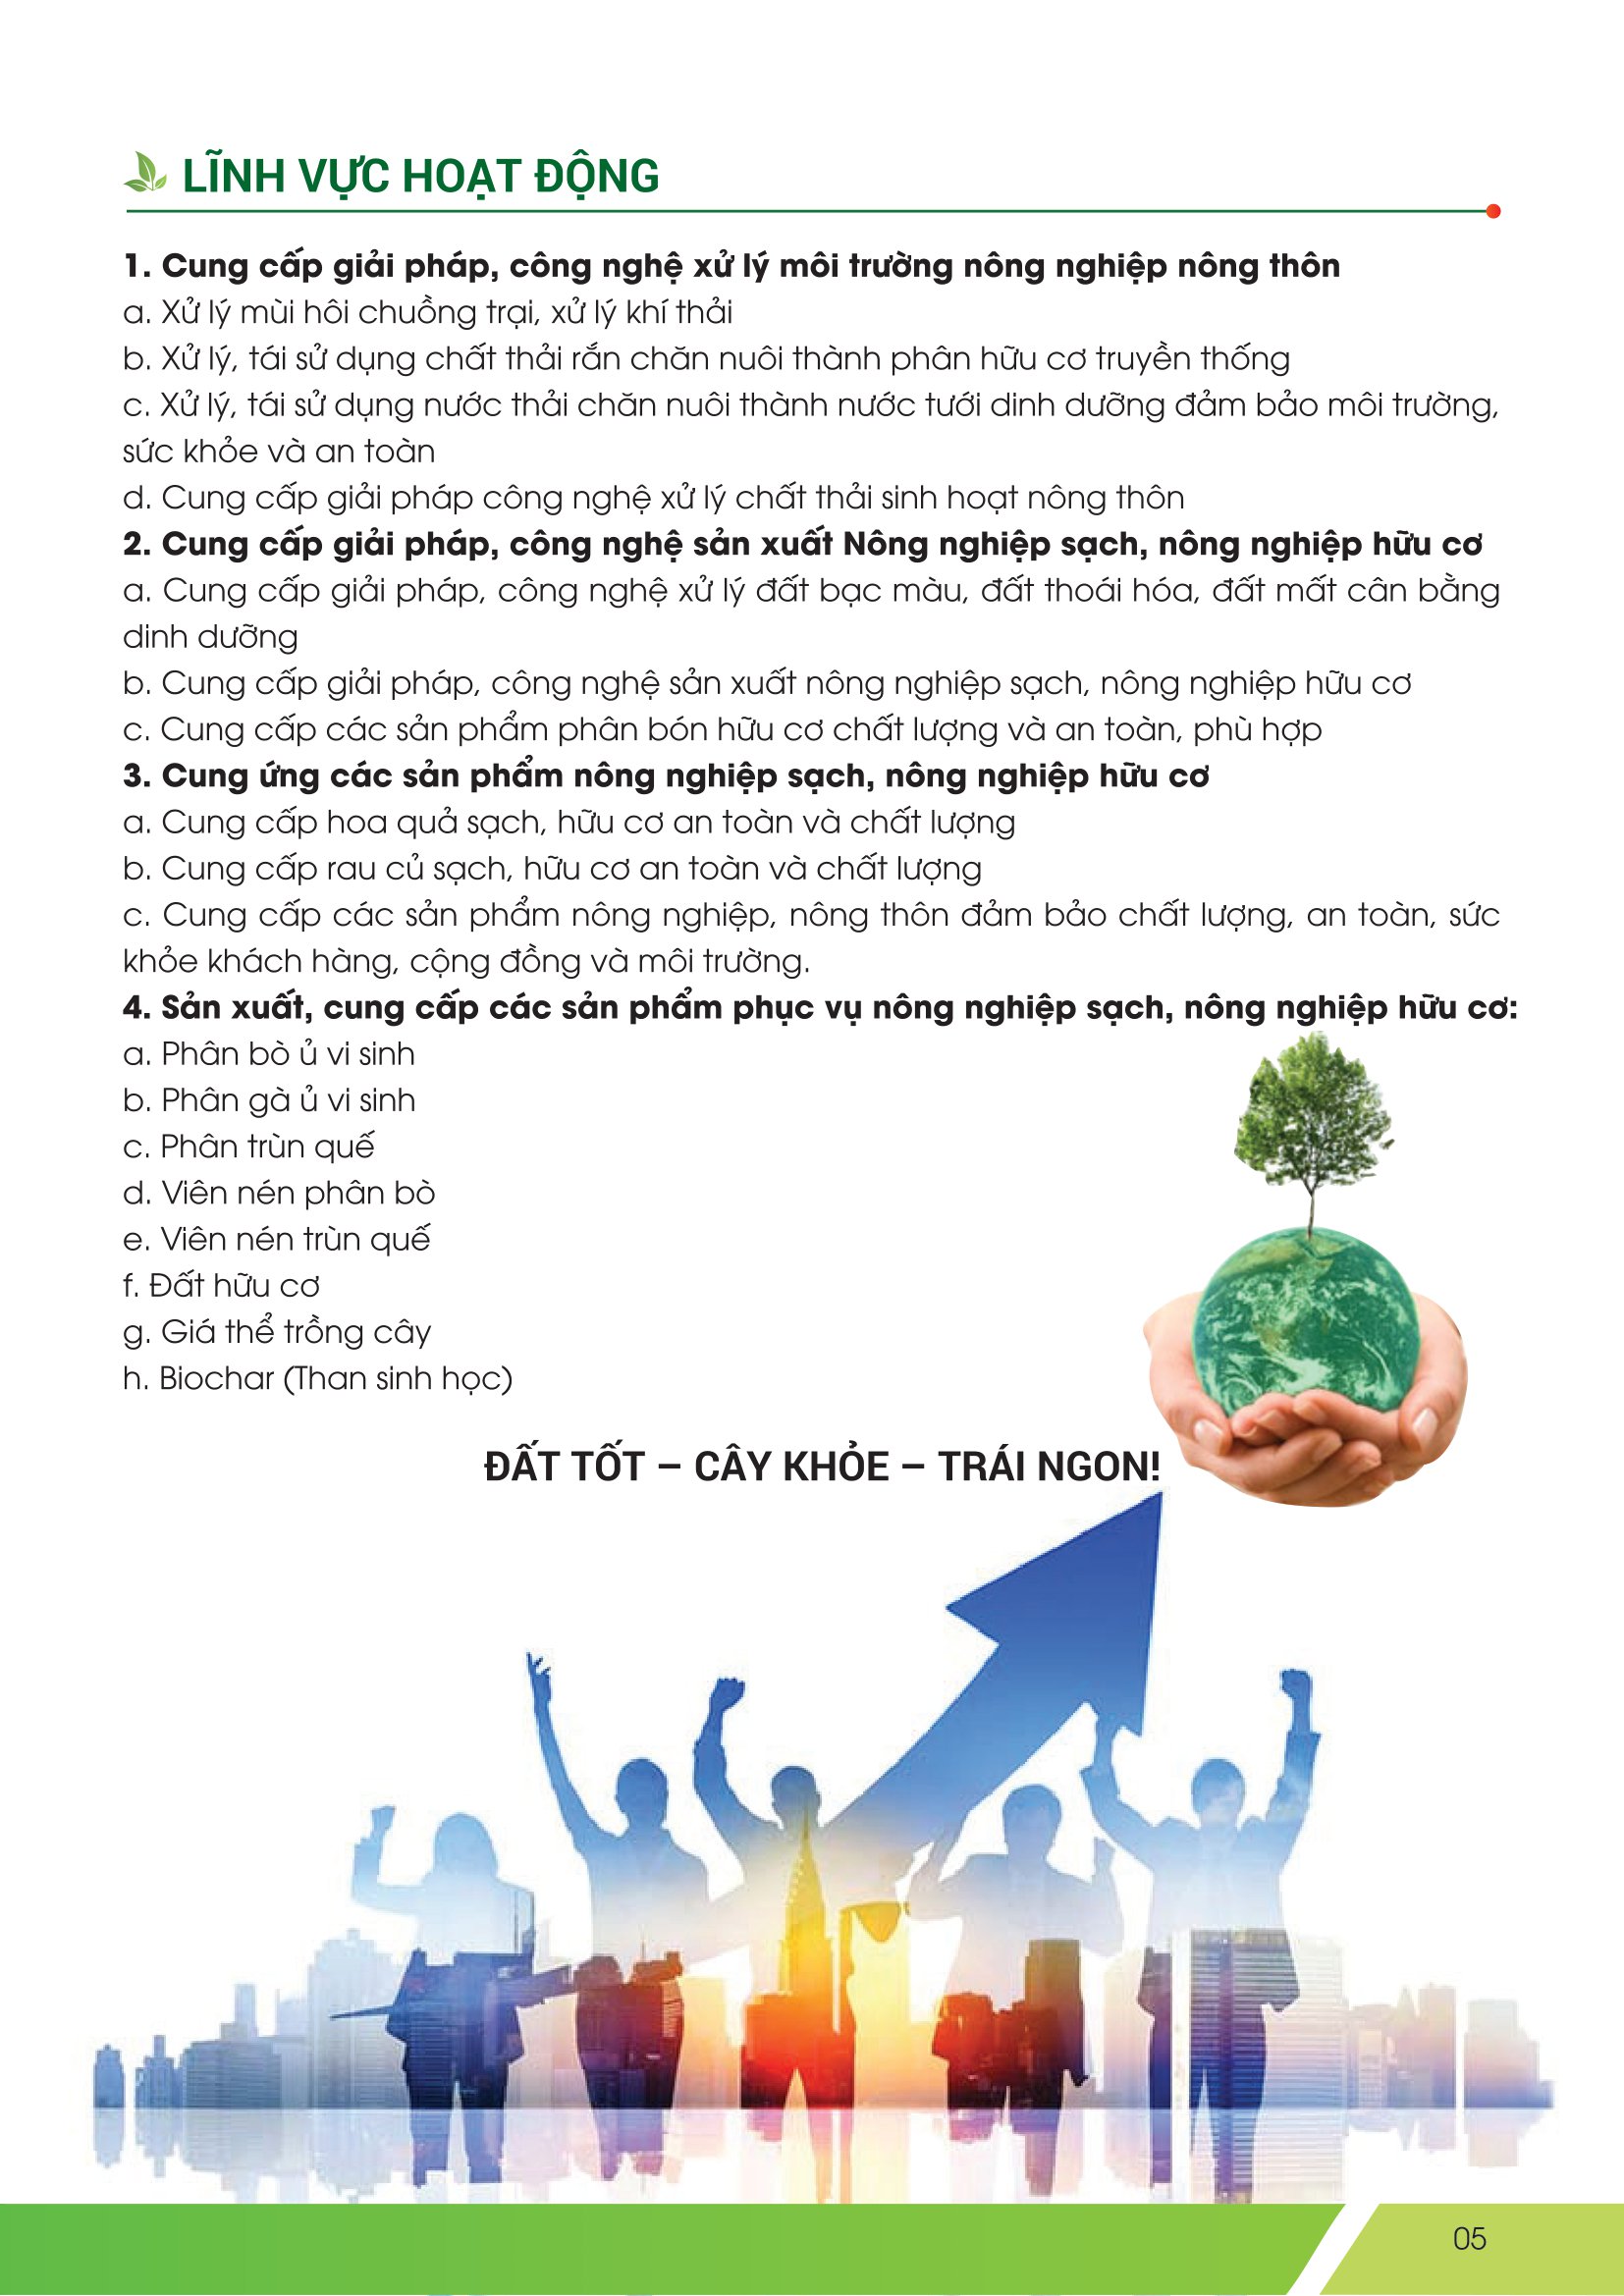 LĨNH VỰC HOẠT ĐỘNG
1. Cung cấp giải pháp, công nghệ xử lý môi trường nông nghiệp nông thôn
a. Xử lý mùi hôi chuồng trại, xử lý khí thải
b. Xử lý, tái sử dụng chất thải rắn chăn nuôi thành phân hữu cơ truyền thống
c. Xử lý, tái sử dụng nước thải chăn nuôi thành nước tưới dinh dưỡng đảm bảo môi trường,
sức khỏe và an toàn
d. Cung cấp giải pháp công nghệ xử lý chất thải sinh hoạt nông thôn
2. Cung cấp giải pháp, công nghệ sản xuất Nông nghiệp sạch, nông nghiệp hữu cơ
a. Cung cấp giải pháp, công nghệ xử lý đất bạc màu, đất thoái hóa, đất mất cân bằng
dinh dưỡng
b. Cung cấp giải pháp, công nghệ sản xuất nông nghiệp sạch, nông nghiệp hữu cơ
c. Cung cấp các sản phẩm phân bón hữu cơ chất lượng và an toàn, phù hợp
3. Cung ứng các sản phẩm nông nghiệp sạch, nông nghiệp hữu cơ
a. Cung cấp hoa quả sạch, hữu cơ an toàn và chất lượng
b. Cung cấp rau củ sạch, hữu cơ an toàn và chất lượng
c. Cung cấp các sản phẩm nông nghiệp, nông thôn đảm bảo chất lượng, an toàn, sức
khỏe khách hàng, cộng đồng và môi trường.
4. Sản xuất, cung cấp các sản phẩm phục vụ nông nghiệp sạch, nông nghiệp hữu cơ:
a. Phân bò ủ vi sinh
b. Phân gà ủ vi sinh
c. Phân trùn quế
d. Viên nén phân bò
e. Viên nén trùn quế
f. Đất hữu cơ
g. Giá thể trồng cây
h. Biochar (Than sinh học)
ĐẤT TỐT – CÂY KHỎE – TRÁI NGON!
05